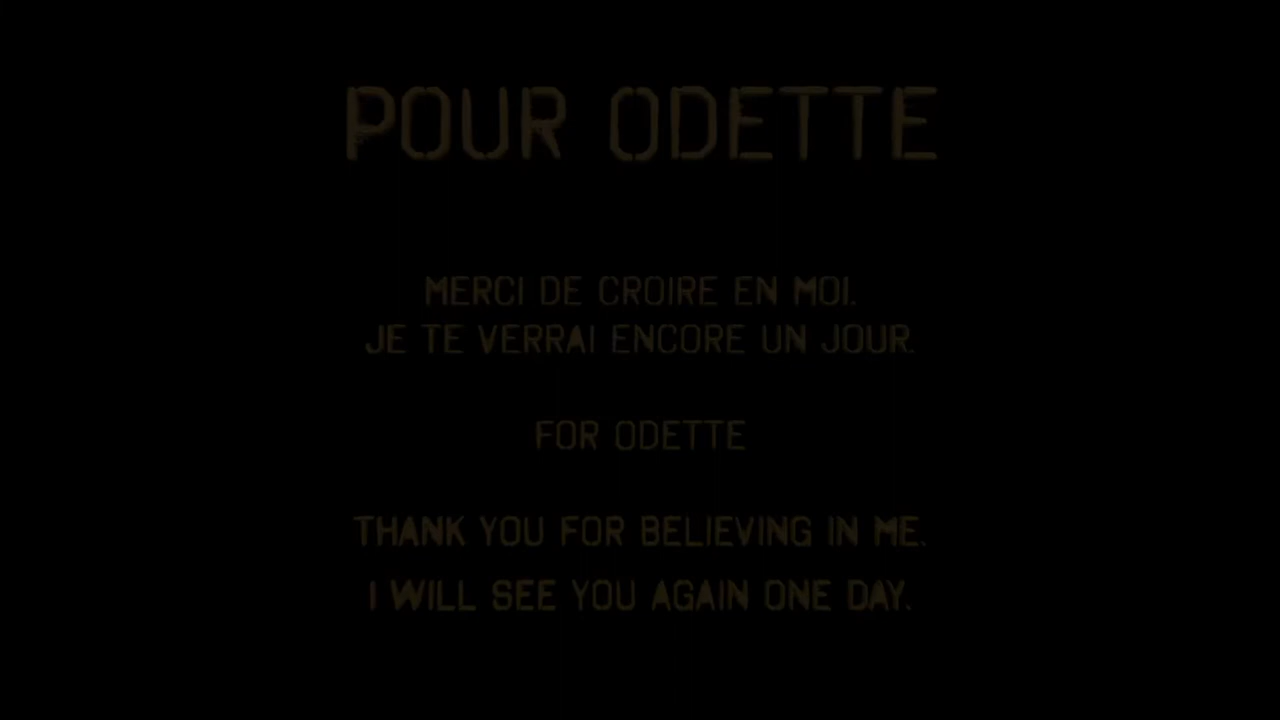 POUR ODETTE
MERCI DE CROIRE EN MOI.
JE TE VERRAI ENCORE UN JOUR.
FOR ODETTE
THANK YOU FOR BELIEVING IN ME.
I WILL SEE YOU AGAIN ONE DAY.